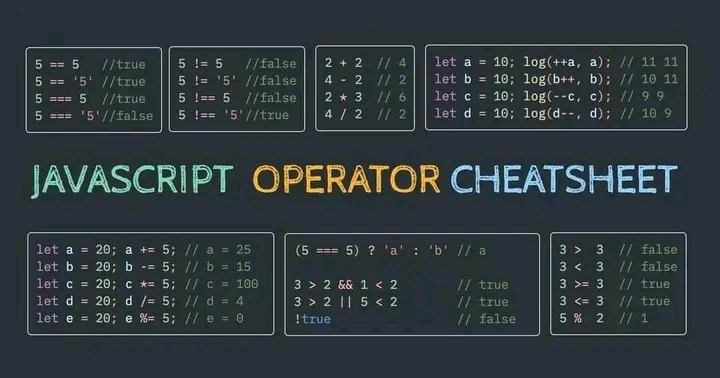 5 == 5 //true
5 == '5' //true
5 === 5 //true
5 === '5'//false
5 != 5 //false
5 != '5' //false
5 !== 5 //false
5 !== '5'//true
2 + 2 // 4
4 - 2 // 2
2 * 3 // 6
4 / 2 // 2
let a = 10; log(++a, a); // 11 11
let b = 10; log(b++, b); // 10 11
let c = 10; log(--c, c); // 9 9
let d = 10; log(d--, d); // 10 9
JAVASCRIPT OPERATOR CHEATSHEET
let a = 20; a += 5; // a = 25
let b = 20; b -= 5; // b = 15
let c = 20; c *= 5; // c = 100
let d = 20; d /= 5; // d = 4
let e = 20; e %= 5; // e = 0
(5 === 5) ? 'a' : 'b' // a
3 > 2 && 1 < 2 // true
3 > 2 || 5 < 2 // true
!true // false
3 > 3 // false
3 < 3 // false
3 >= 3 // true
3 <= 3 // true
5 % 2 // 1